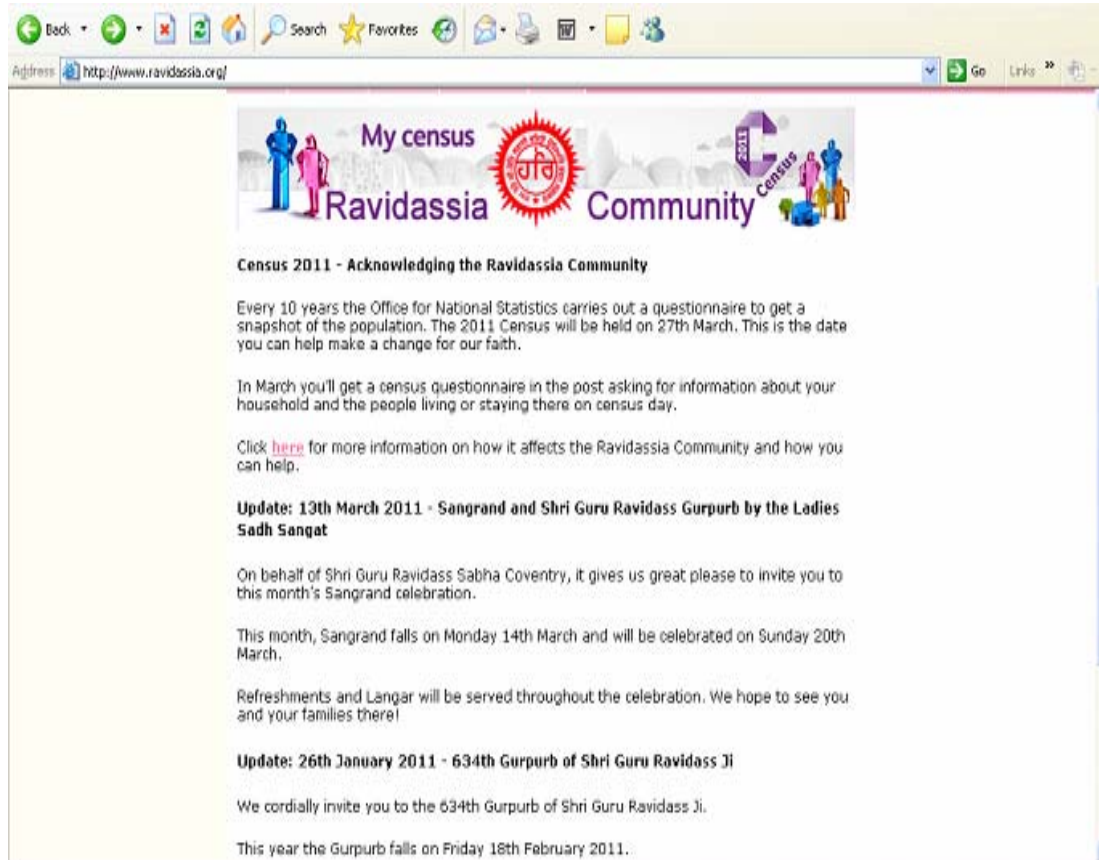 Back Search Favorites
Address http://www.ravidassia.org/ Go Links »
My census
2011 Census
ਹਰਿ
Ravidassia Community
Census 2011 - Acknowledging the Ravidassia Community
Every 10 years the Office for National Statistics carries out a questionnaire to get a
snapshot of the population. The 2011 Census will be held on 27th March. This is the date
you can help make a change for our faith.
In March you'll get a census questionnaire in the post asking for information about your
household and the people living or staying there on census day.
Click here for more information on how it affects the Ravidassia Community and how you
can help.
Update: 13th March 2011 - Sangrand and Shri Guru Ravidass Gurpurb by the Ladies
Sadh Sangat
On behalf of Shri Guru Ravidass Sabha Coventry, it gives us great please to invite you to
this month's Sangrand celebration.
This month, Sangrand falls on Monday 14th March and will be celebrated on Sunday 20th
March.
Refreshments and Langar will be served throughout the celebration. We hope to see you
and your families there!
Update: 26th January 2011 - 634th Gurpurb of Shri Guru Ravidass Ji
We cordially invite you to the 634th Gurpurb of Shri Guru Ravidass Ji.
This year the Gurpurb falls on Friday 18th February 2011.